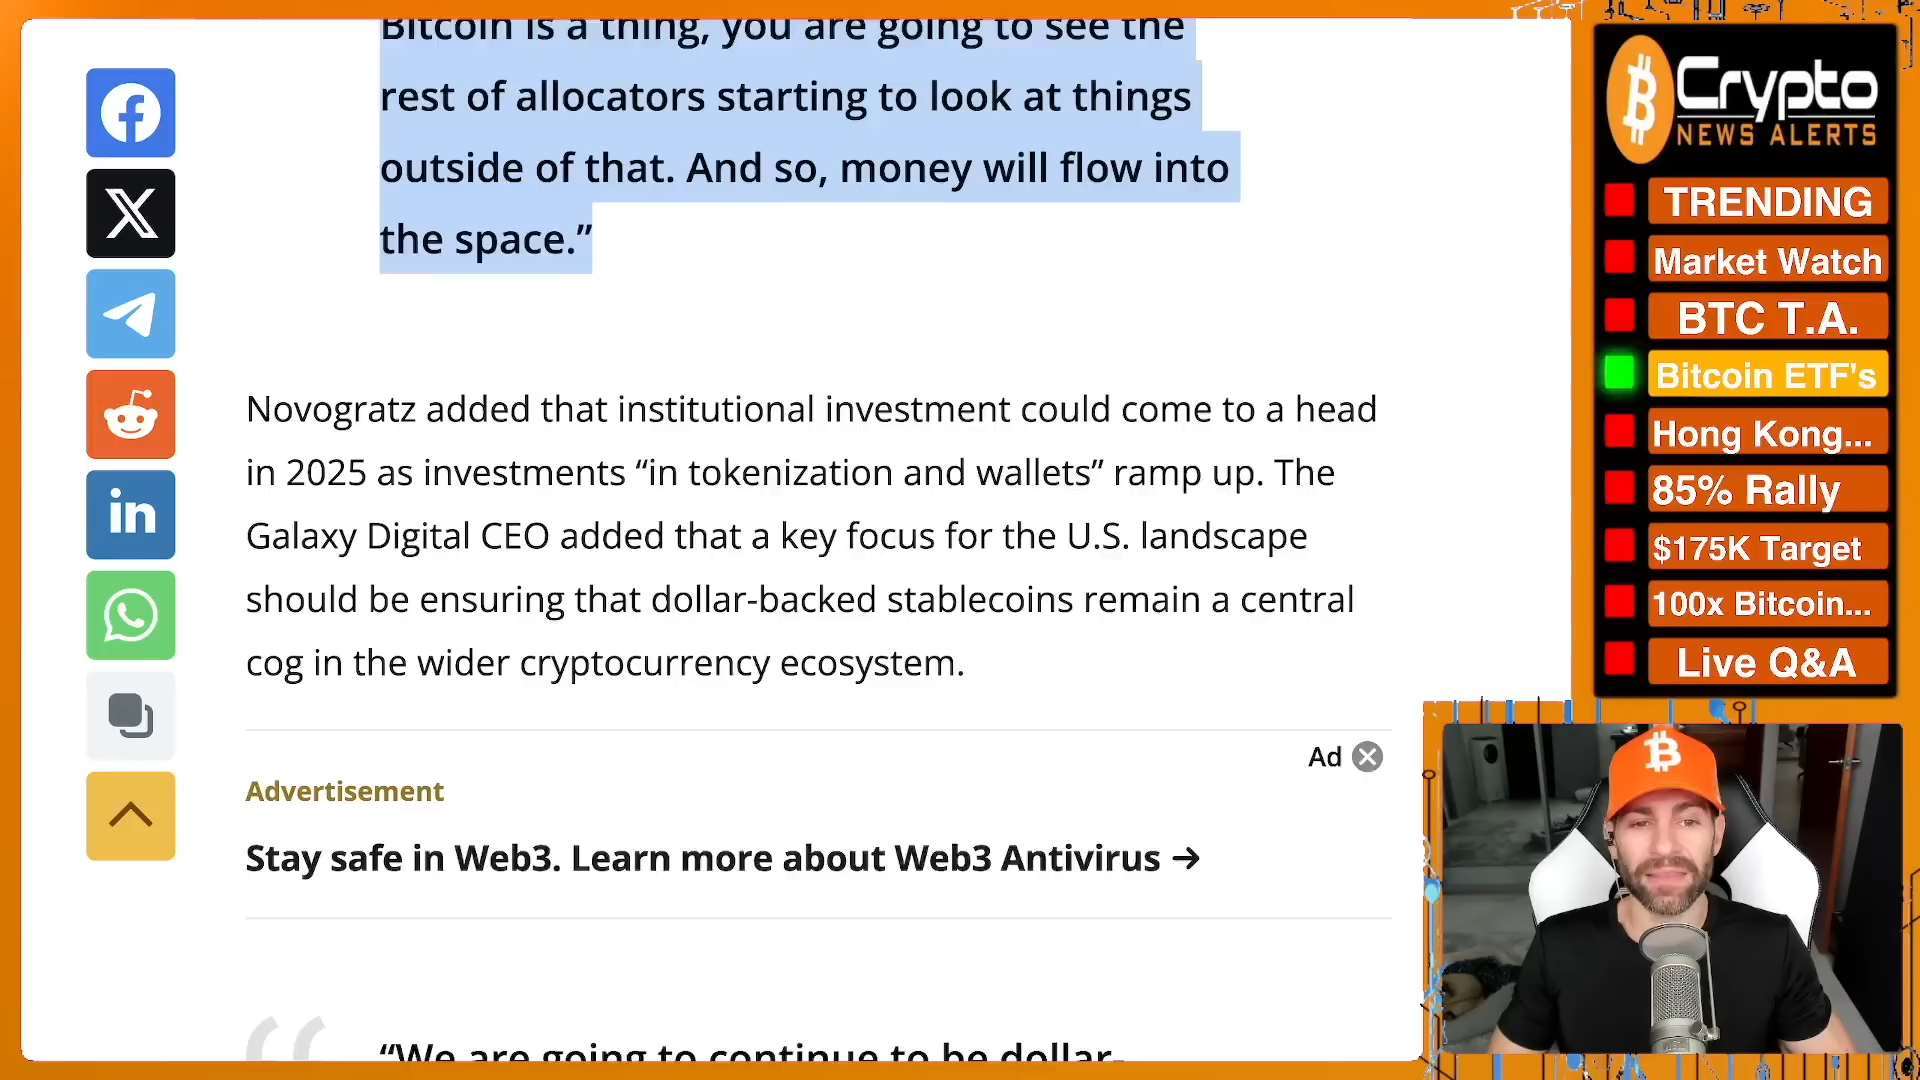 Bitcoin is a thing, you are going to see the
rest of allocators starting to look at things
outside of that. And so, money will flow into
the space.”
Novogratz added that institutional investment could come to a head
in 2025 as investments “in tokenization and wallets” ramp up. The
Galaxy Digital CEO added that a key focus for the U.S. landscape
should be ensuring that dollar-backed stablecoins remain a central
cog in the wider cryptocurrency ecosystem.
Ad
Advertisement
Stay safe in Web3. Learn more about Web3 Antivirus →
“We are going to continue to be dollar-
Crypto
NEWS ALERTS
TRENDING
Market Watch
BTC T.A.
Bitcoin ETF's
Hong Kong...
85% Rally
$175K Target
100x Bitcoin...
Live Q&A